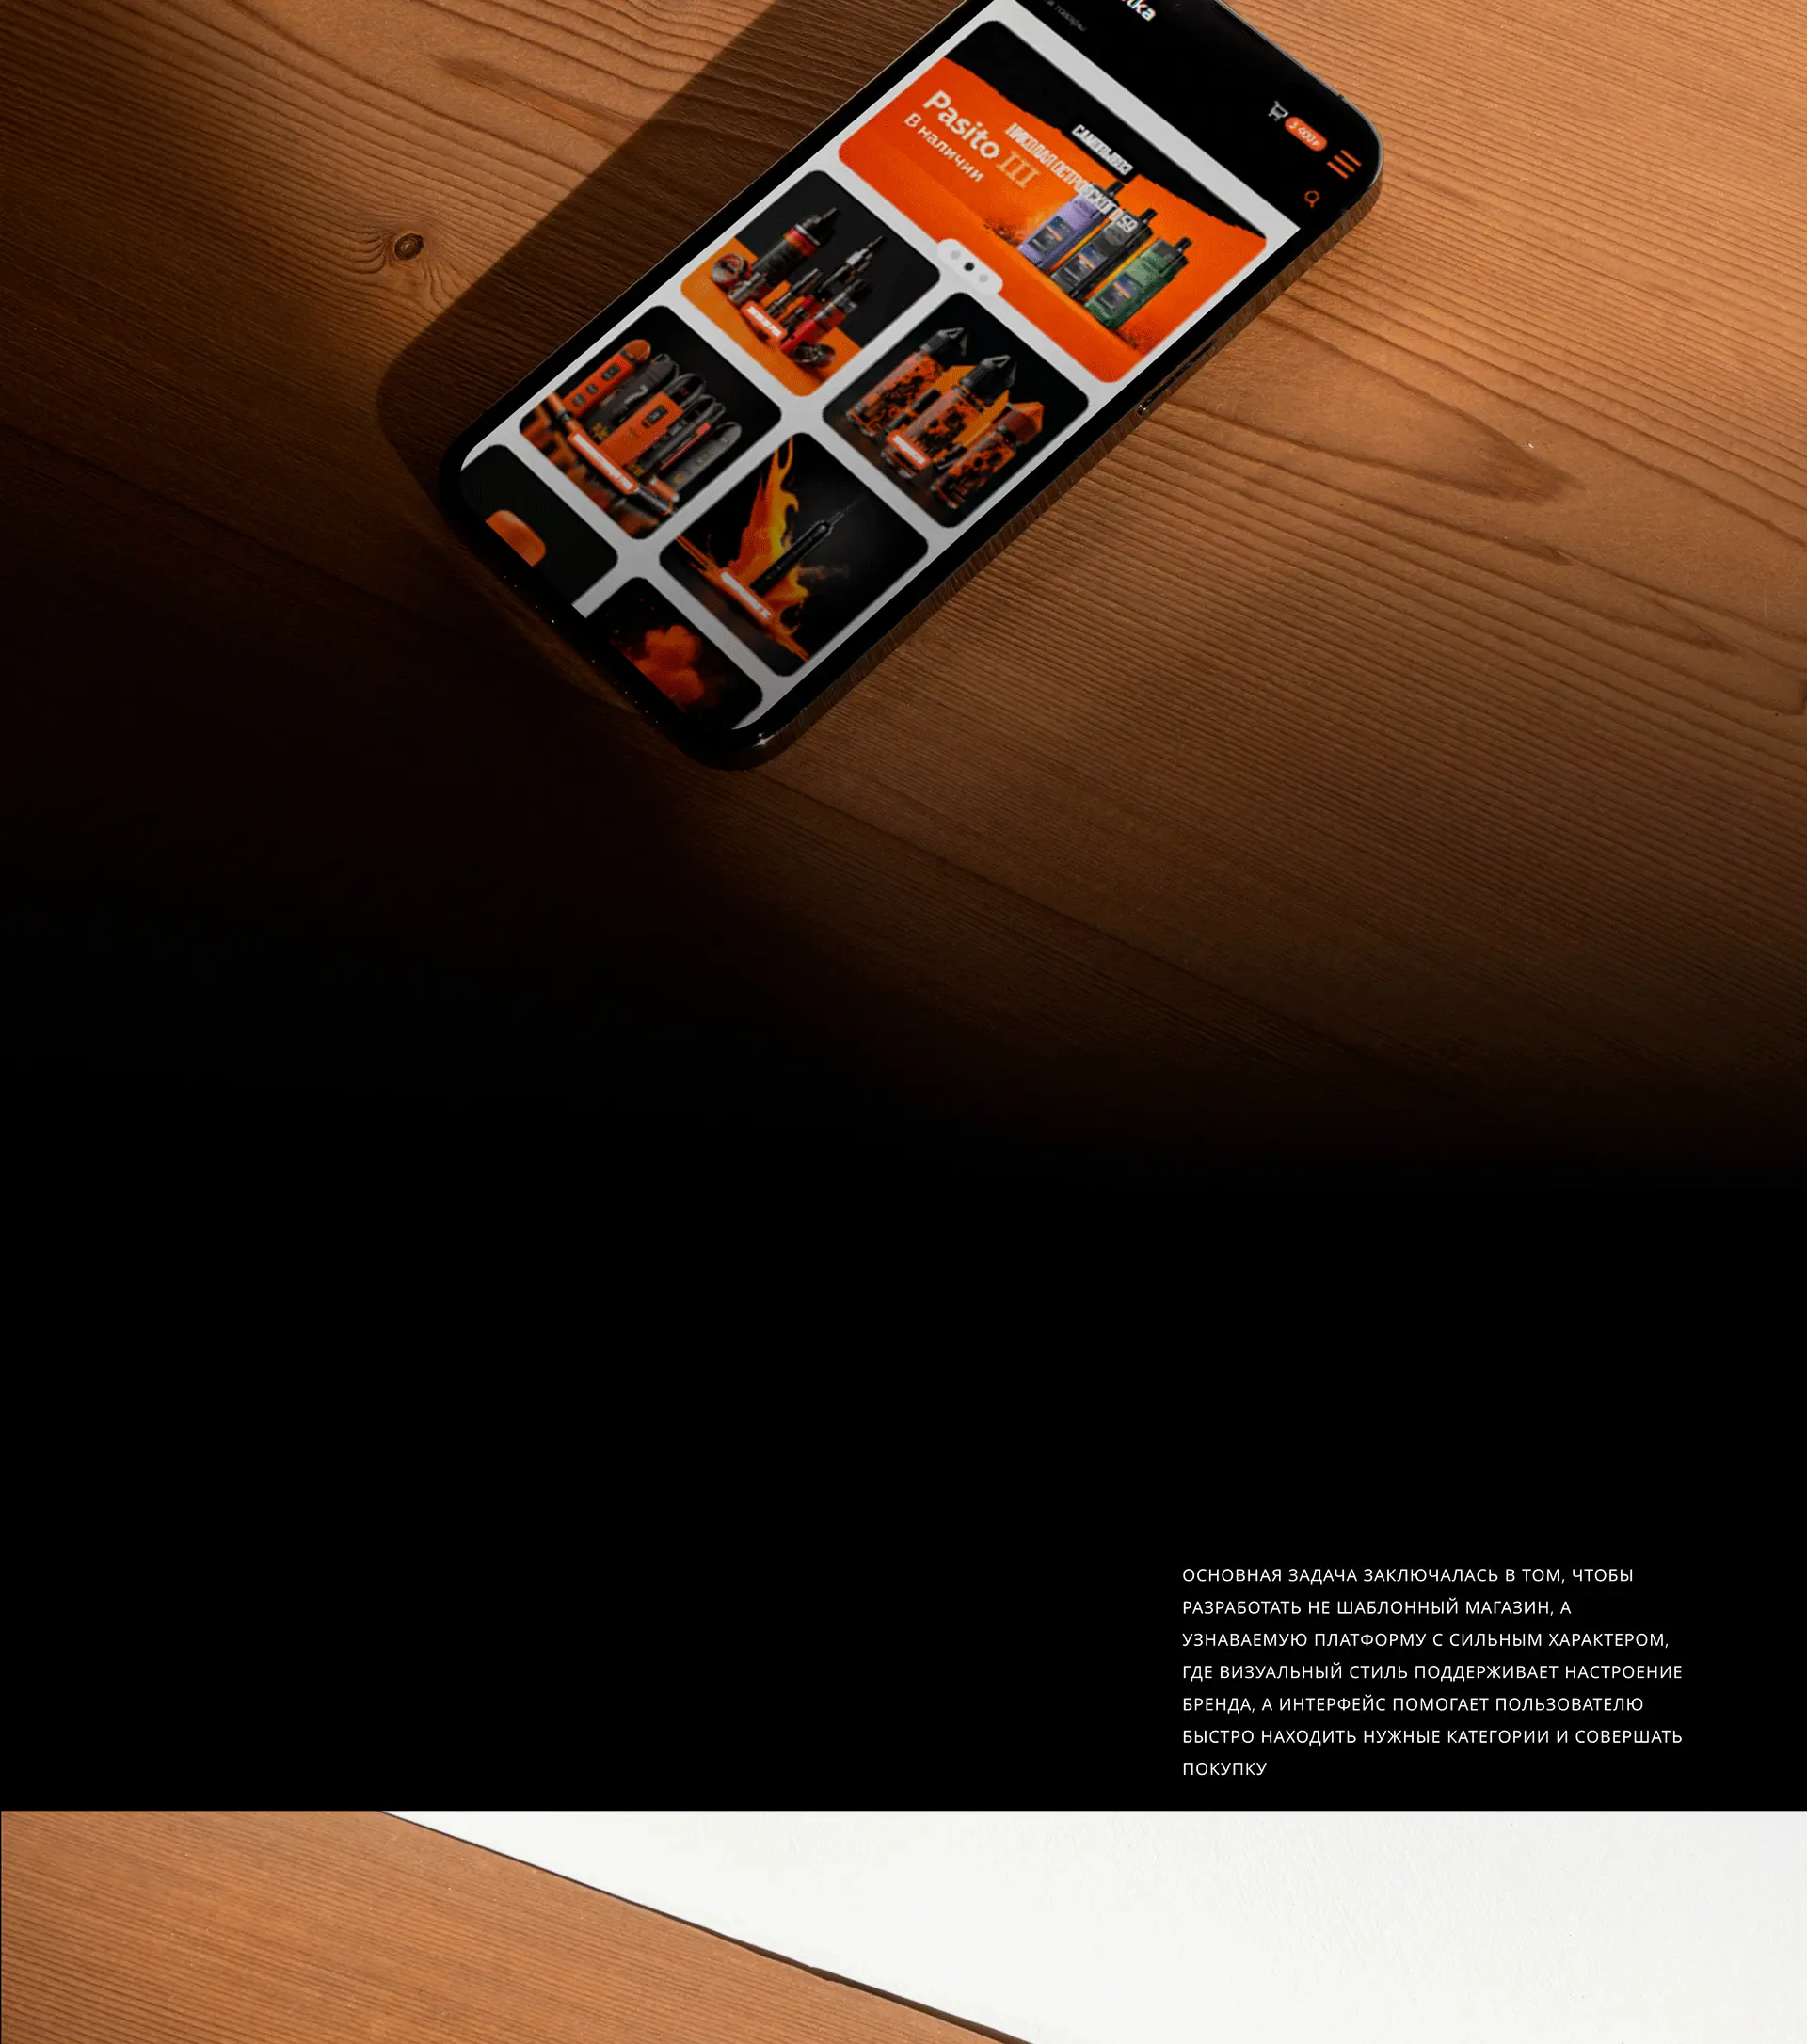 Pasito III
В наличии
ОСНОВНАЯ ЗАДАЧА ЗАКЛЮЧАЛАСЬ В ТОМ, ЧТОБЫ
РАЗРАБОТАТЬ НЕ ШАБЛОННЫЙ МАГАЗИН, А
УЗНАВАЕМУЮ ПЛАТФОРМУ С СИЛЬНЫМ ХАРАКТЕРОМ,
ГДЕ ВИЗУАЛЬНЫЙ СТИЛЬ ПОДДЕРЖИВАЕТ НАСТРОЕНИЕ
БРЕНДА, А ИНТЕРФЕЙС ПОМОГАЕТ ПОЛЬЗОВАТЕЛЮ
БЫСТРО НАХОДИТЬ НУЖНЫЕ КАТЕГОРИИ И СОВЕРШАТЬ
ПОКУПКУ